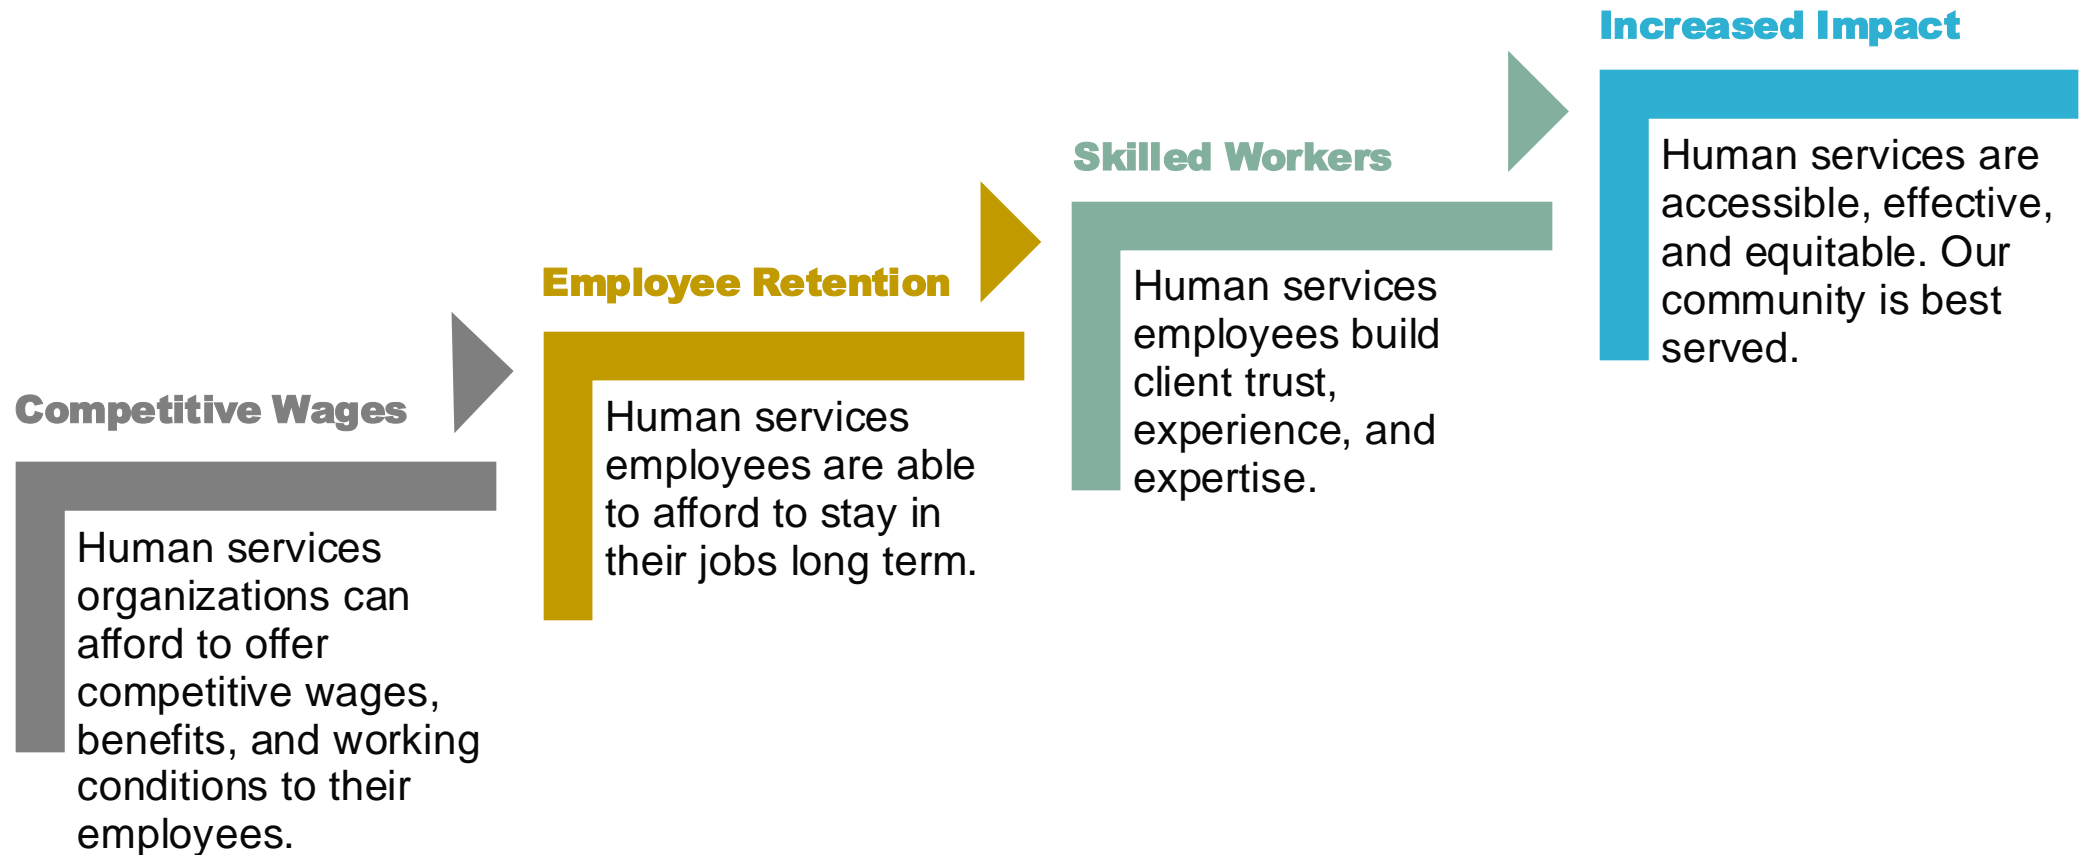 Competitive Wages
Human services
organizations can
afford to offer
competitive wages,
benefits, and working
conditions to their
employees.
Employee Retention
Human services
employees are able
to afford to stay in
their jobs long term.
Skilled Workers
Human services
employees build
client trust,
experience, and
expertise.
Increased Impact
Human services are
accessible, effective,
and equitable. Our
community is best
served.